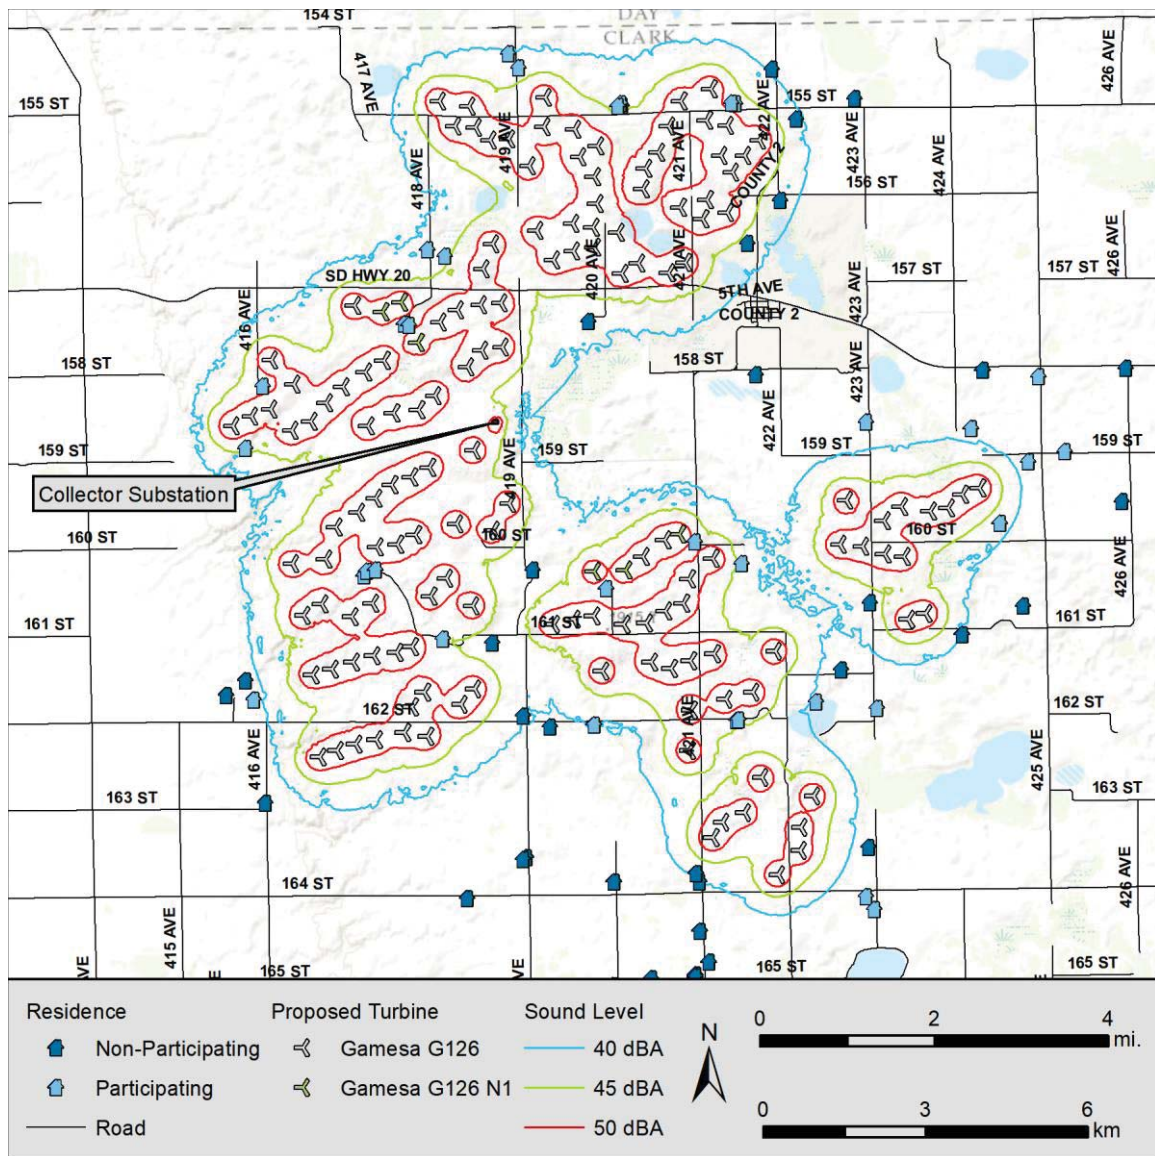 154 ST
DAY
CLARK
417 AVE
426 AVE
155 ST
422 AVE
155 ST
419 AVE
421 AVE
423 AVE
424 AVE
418 AVE
COUNTY 2
156 ST
426 AVE
SD HWY 20
420 AVE
421 AVE
157 ST
157 ST
416 AVE
5TH AVE
COUNTY 2
423 AVE
158 ST
158 ST
423 AVE
422 AVE
159 ST
159 ST
159 ST
159 ST
419 AVE
Collector Substation
160 ST
160 ST
160 ST
426 AVE
161 ST
161 ST
161 ST
162 ST
421 AVE
162 ST
416 AVE
425 AVE
163 ST
163 ST
164 ST
426 AVE
415 AVE
165 ST
165 ST
165 ST
VE
VE
Residence
Non-Participating
Participating
Road
Proposed Turbine
Gamesa G126
Gamesa G126 N1
Sound Level
40 dBA
45 dBA
50 dBA
N
0 2 4
mi.
0 3 6
km